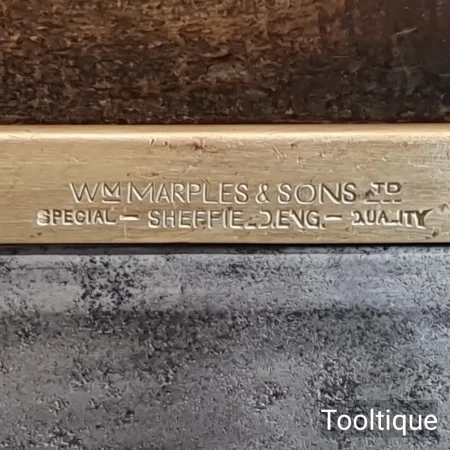 WM MARPLES & SONS LTD
SPECIAL — SHEFFIELD.ENG. — QUALITY
Tooltique